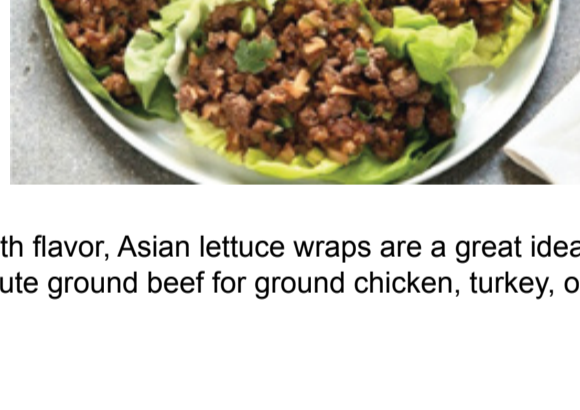 th flavor, Asian lettuce wraps are a great idea
ute ground beef for ground chicken, turkey, o